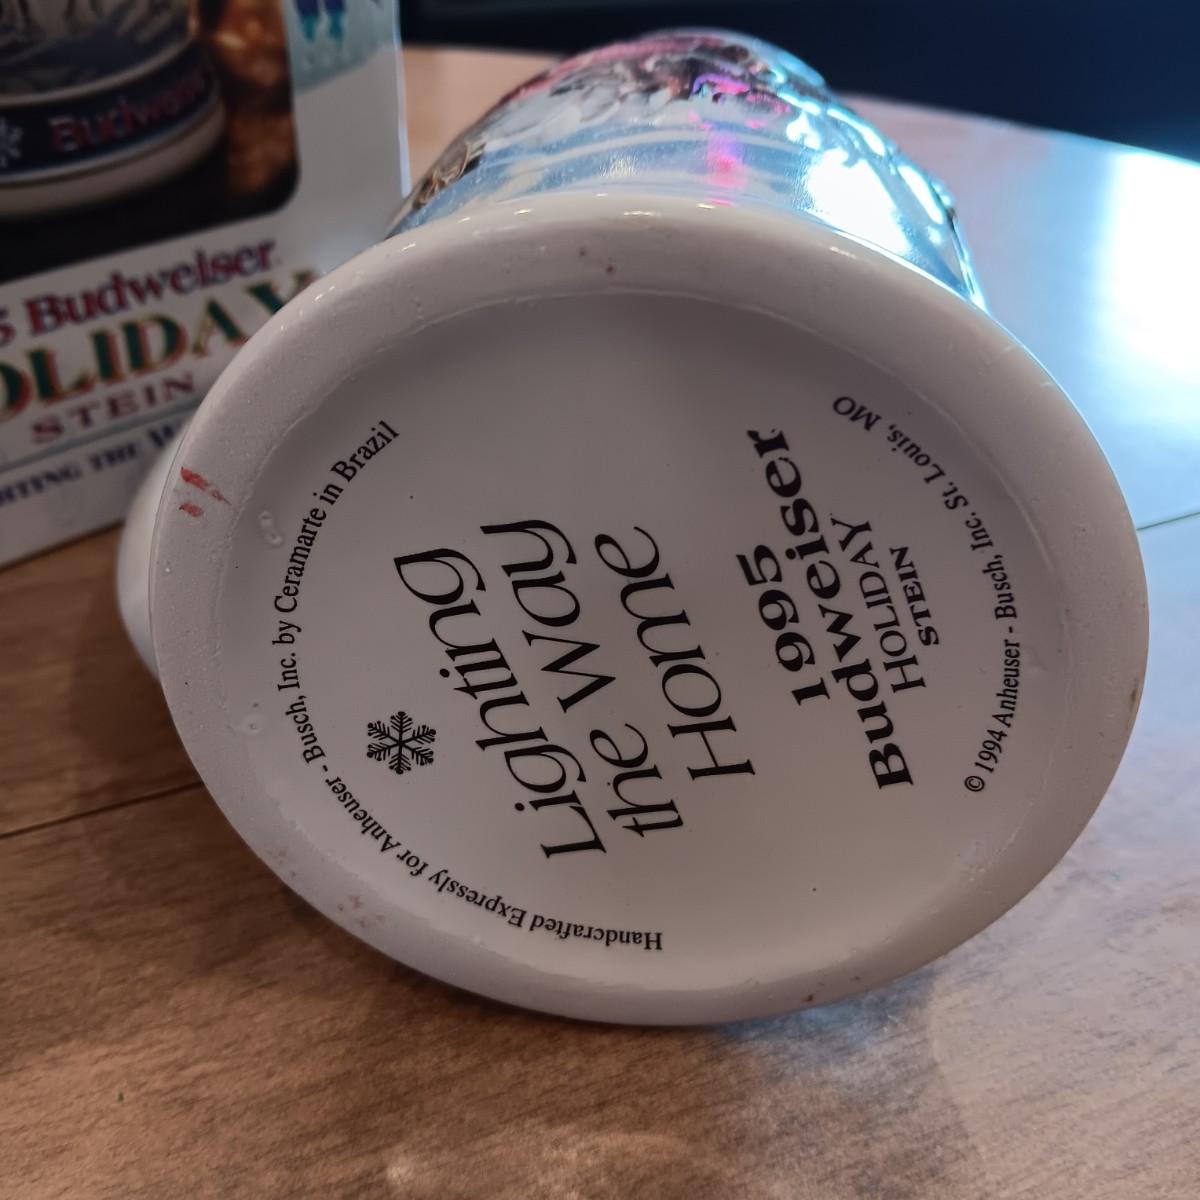 Budweiser
5 Budweiser
OLIDAY
STEIN
RTING THE W
Handcrafted Expressly for Anheuser - Busch, Inc. by Ceramarte in Brazil
Lighting
the Way
Home
1995
Budweiser
HOLIDAY
STEIN
© 1994 Anheuser - Busch, Inc. St. Louis, MO